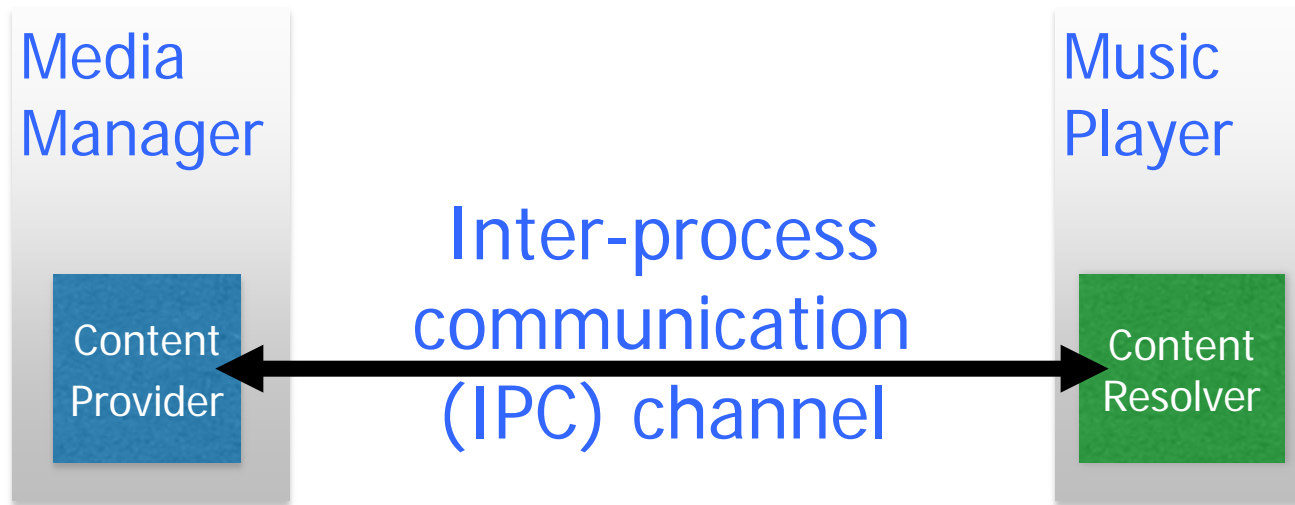 Media
Manager
Content
Provider
Inter-process
communication
(IPC) channel
Music
Player
Content
Resolver